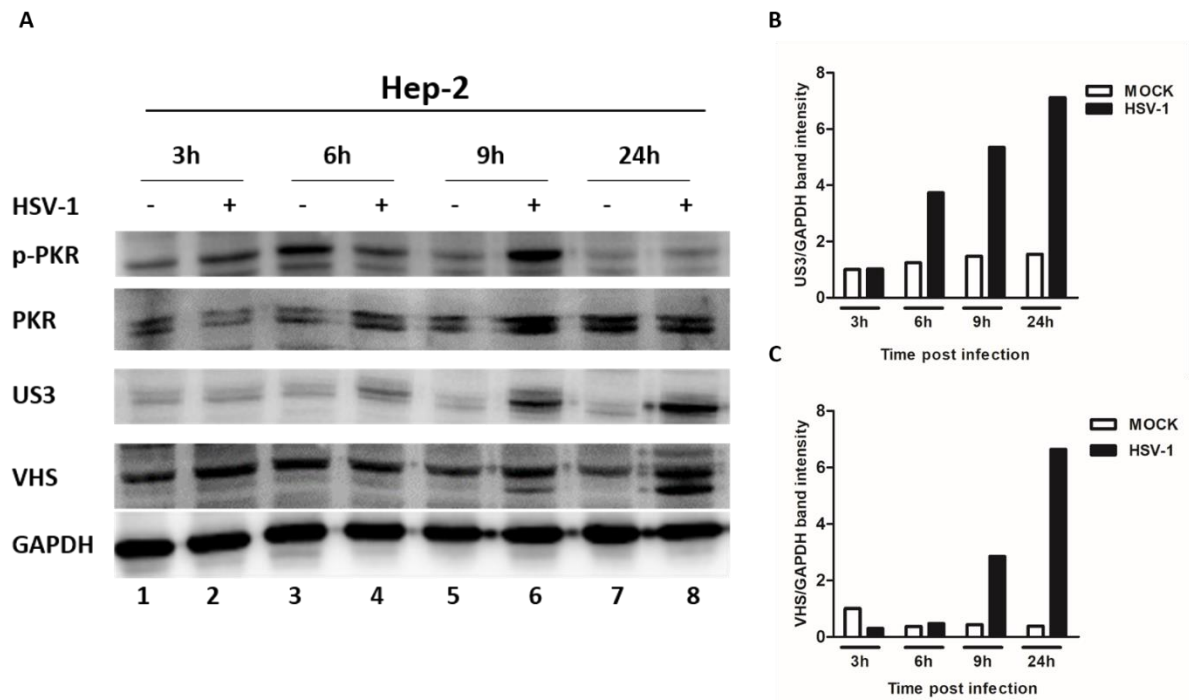 A
Hep-2
3h 6h 9h 24h
HSV-1 - + - + - + - +
p-PKR
PKR
US3
VHS
GAPDH
1 2 3 4 5 6 7 8
B
US3/GAPDH band intensity
8
6
4
2
0
MOCK
HSV-1
3h 6h 9h 24h
Time post infection
C
VHS/GAPDH band intensity
8
6
4
2
0
MOCK
HSV-1
3h 6h 9h 24h
Time post infection